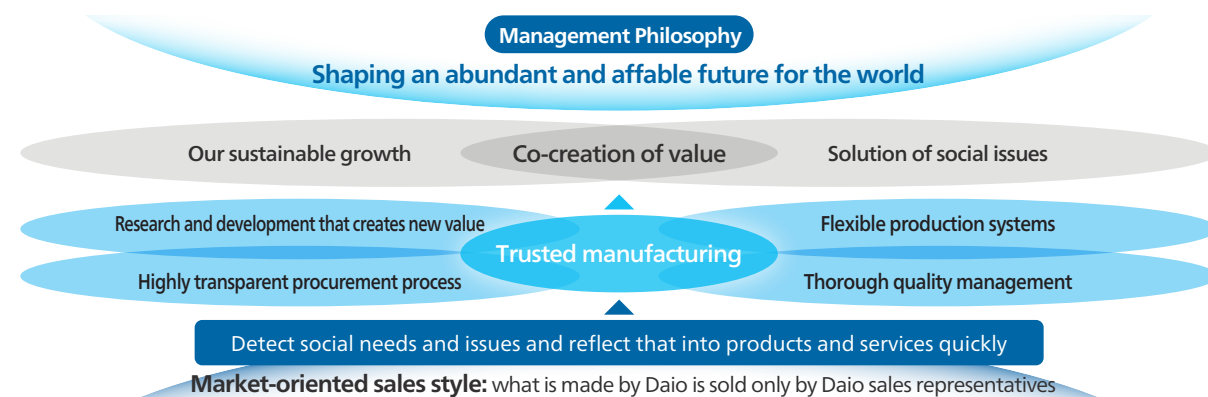 Management Philosophy
Shaping an abundant and affable future for the world
Our sustainable growth
Co-creation of value
Solution of social issues
Research and development that creates new value
Flexible production systems
Trusted manufacturing
Highly transparent procurement process
Thorough quality management
Detect social needs and issues and reflect that into products and services quickly
Market-oriented sales style: what is made by Daio is sold only by Daio sales representatives